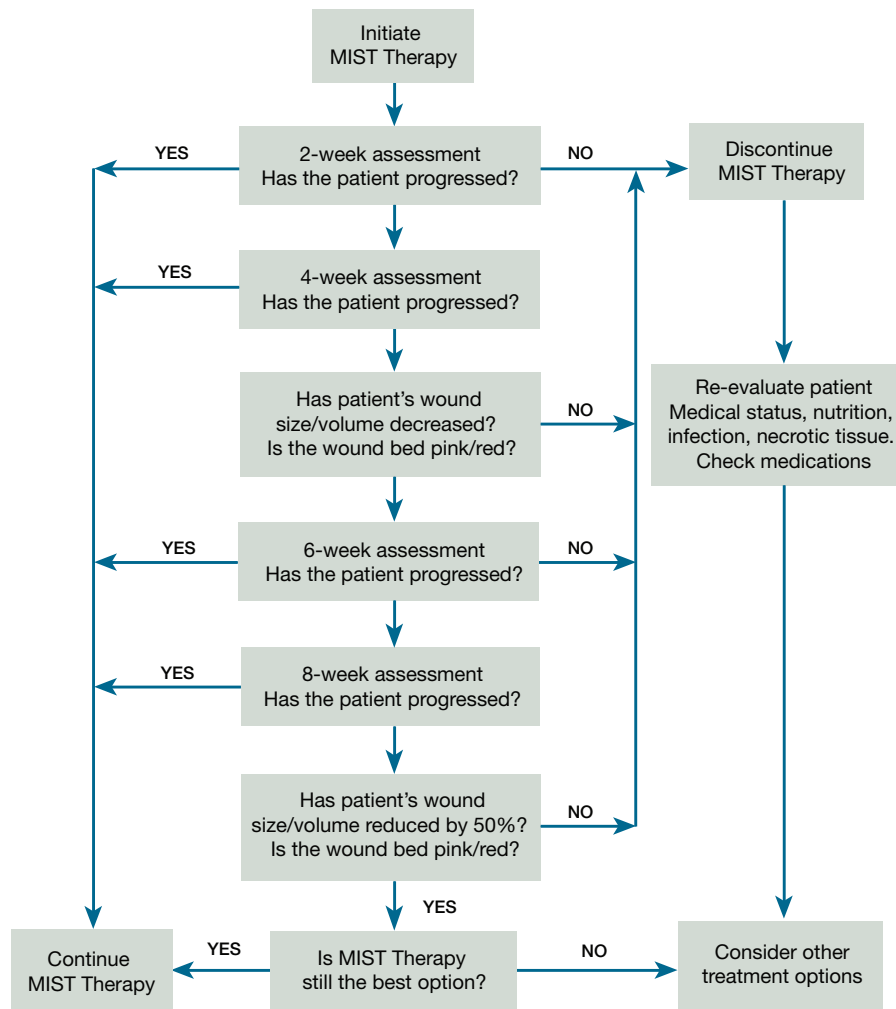 Initiate
MIST Therapy
YES
2-week assessment
Has the patient progressed?
NO
Discontinue
MIST Therapy
YES
4-week assessment
Has the patient progressed?
Has patient's wound
size/volume decreased?
Is the wound bed pink/red?
NO
Re-evaluate patient
Medical status, nutrition,
infection, necrotic tissue.
Check medications
YES
6-week assessment
Has the patient progressed?
NO
YES
8-week assessment
Has the patient progressed?
Has patient's wound
size/volume reduced by 50%?
Is the wound bed pink/red?
NO
YES
Continue
MIST Therapy
YES
Is MIST Therapy
still the best option?
NO
Consider other
treatment options